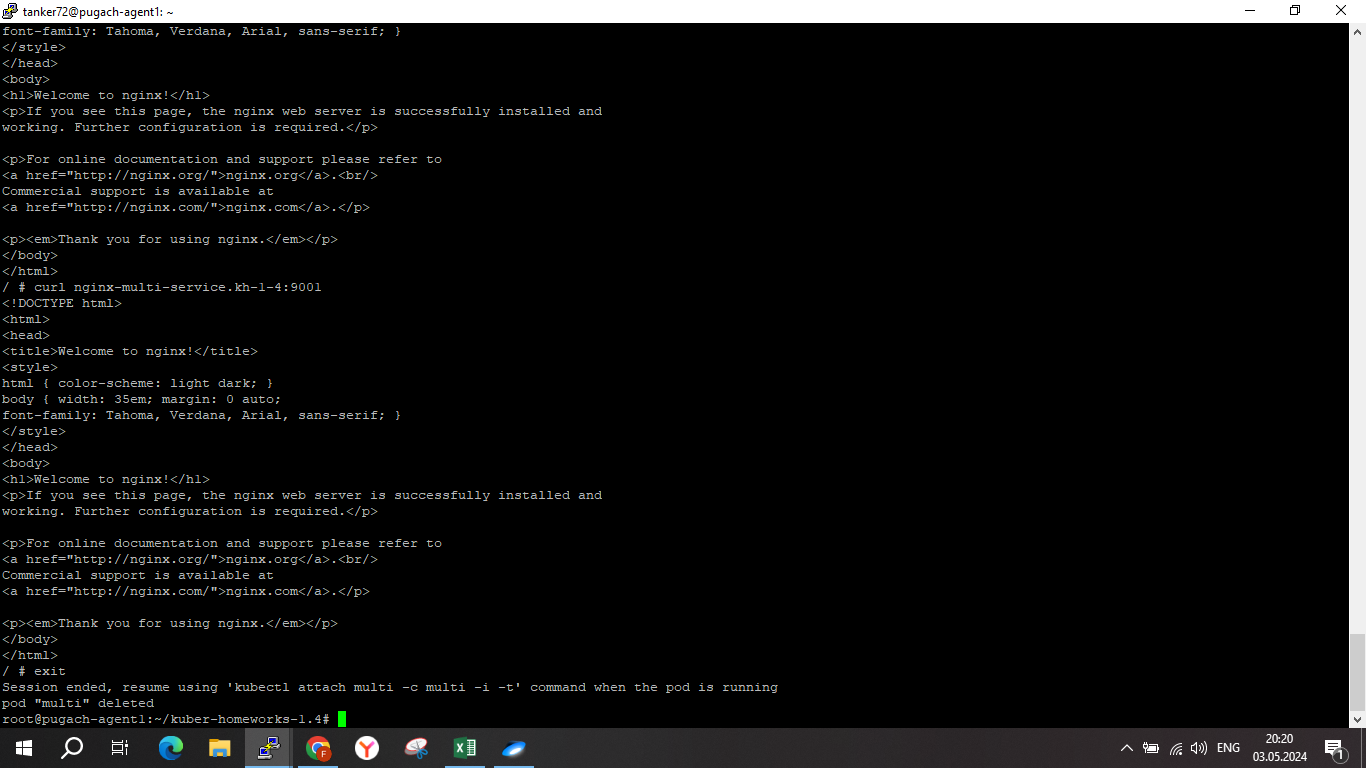 tanker72@pugach-agent1: ~
font-family: Tahoma, Verdana, Arial, sans-serif; }
</style>
</head>
<body>
<h1>Welcome to nginx!</h1>
<p>If you see this page, the nginx web server is successfully installed and
working. Further configuration is required.</p>
<p>For online documentation and support please refer to
<a href="http://nginx.org/">nginx.org</a>.<br/>
Commercial support is available at
<a href="http://nginx.com/">nginx.com</a>.</p>
<p><em>Thank you for using nginx.</em></p>
</body>
</html>
/ # curl nginx-multi-service.kh-1-4:9001
<!DOCTYPE html>
<html>
<head>
<title>Welcome to nginx!</title>
<style>
html { color-scheme: light dark; }
body { width: 35em; margin: 0 auto;
font-family: Tahoma, Verdana, Arial, sans-serif; }
</style>
</head>
<body>
<h1>Welcome to nginx!</h1>
<p>If you see this page, the nginx web server is successfully installed and
working. Further configuration is required.</p>
<p>For online documentation and support please refer to
<a href="http://nginx.org/">nginx.org</a>.<br/>
Commercial support is available at
<a href="http://nginx.com/">nginx.com</a>.</p>
<p><em>Thank you for using nginx.</em></p>
</body>
</html>
/ # exit
Session ended, resume using 'kubectl attach multi -c multi -i -t' command when the pod is running
pod "multi" deleted
root@pugach-agent1:~/kuber-homeworks-1.4#
ENG
20:20
03.05.2024
1